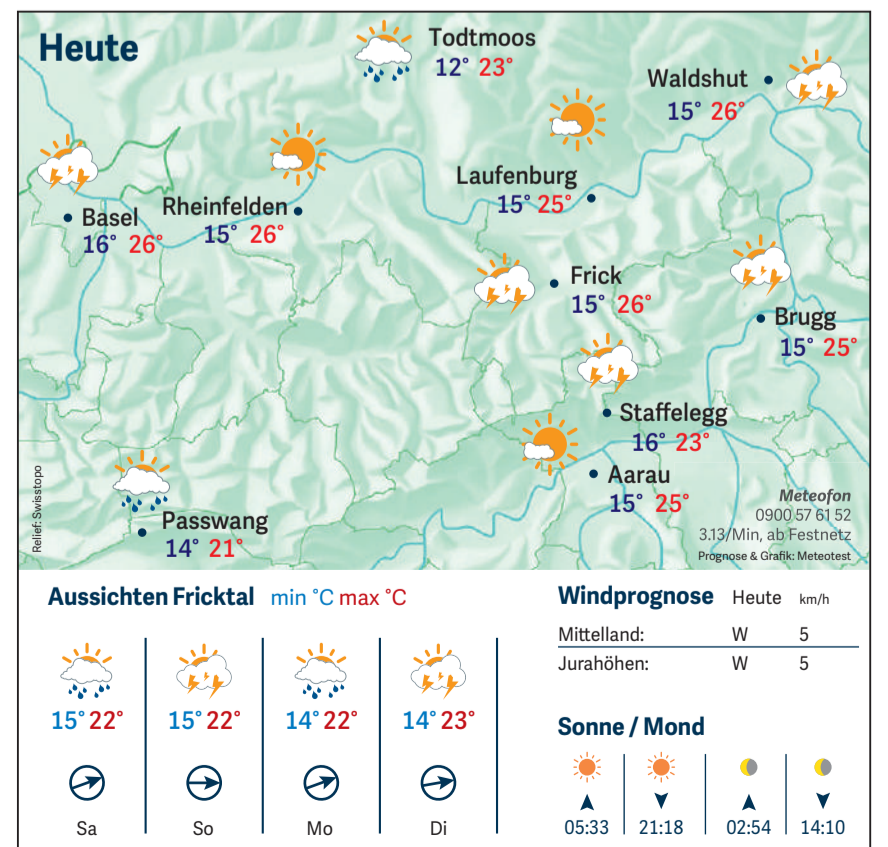 Heute
Todtmoos
12° 23°
Waldshut
15° 26°
Laufenburg
15° 25°
Basel
16° 26°
Rheinfelden
15° 26°
Frick
15° 26°
Brugg
15° 25°
Staffelegg
16° 23°
Aarau
15° 25°
Passwang
14° 21°
Relief: Swisstopo
Meteofon
0900 57 61 52
3.13/Min, ab Festnetz
Prognose & Grafik: Meteotest
Aussichten Fricktal min °C max °C
15° 22° 15° 22° 14° 22° 14° 23°
Sa So Mo Di
Windprognose Heute km/h
Mittelland: W 5
Jurahöhen: W 5
Sonne / Mond
05:33 21:18 02:54 14:10